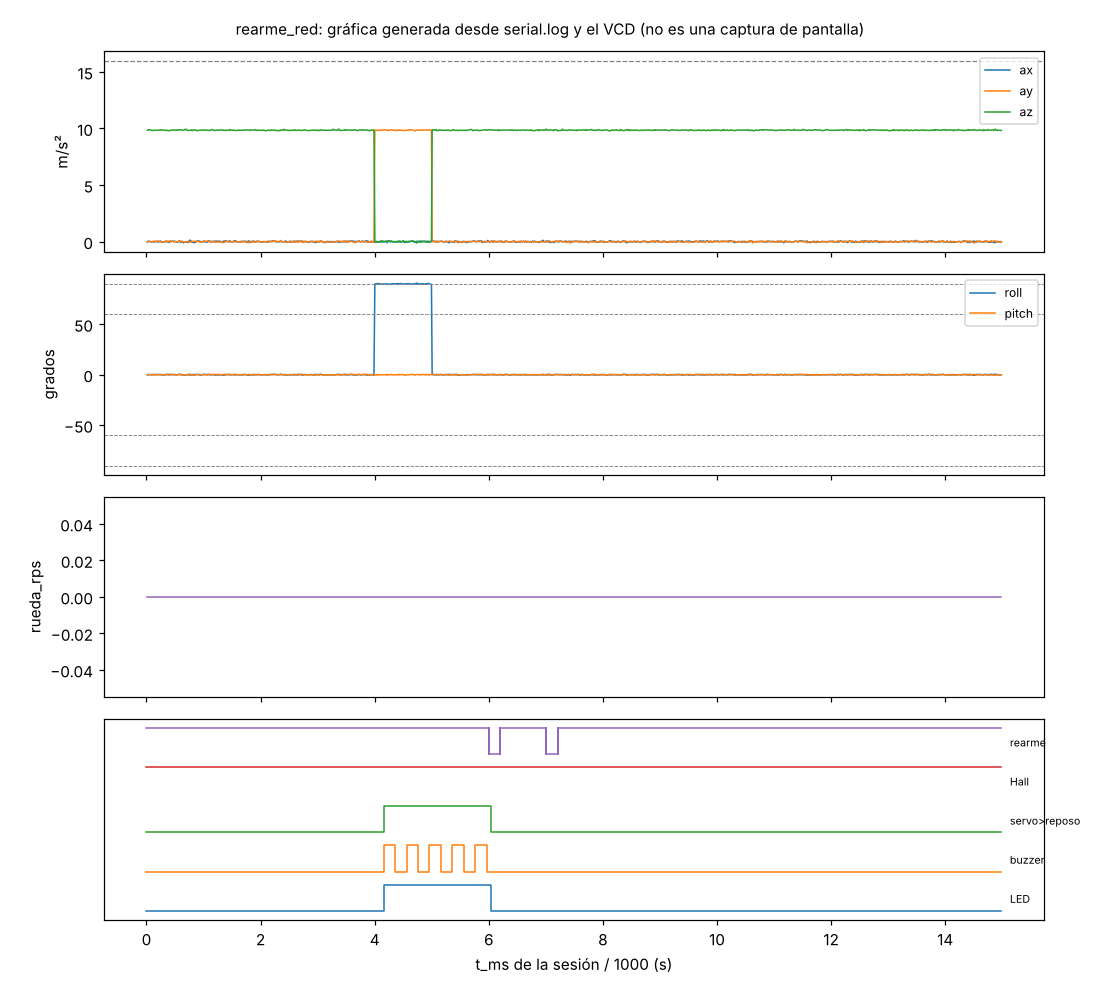 rearme_red: gráfica generada desde serial.log y el VCD (no es una captura de pantalla)
15
10
5
0
m/s²
ax
ay
az
50
0
−50
grados
roll
pitch
0.04
0.02
0.00
−0.02
−0.04
rueda_rps
rearme
Hall
servo>reposo
buzzer
LED
0 2 4 6 8 10 12 14
t_ms de la sesión / 1000 (s)